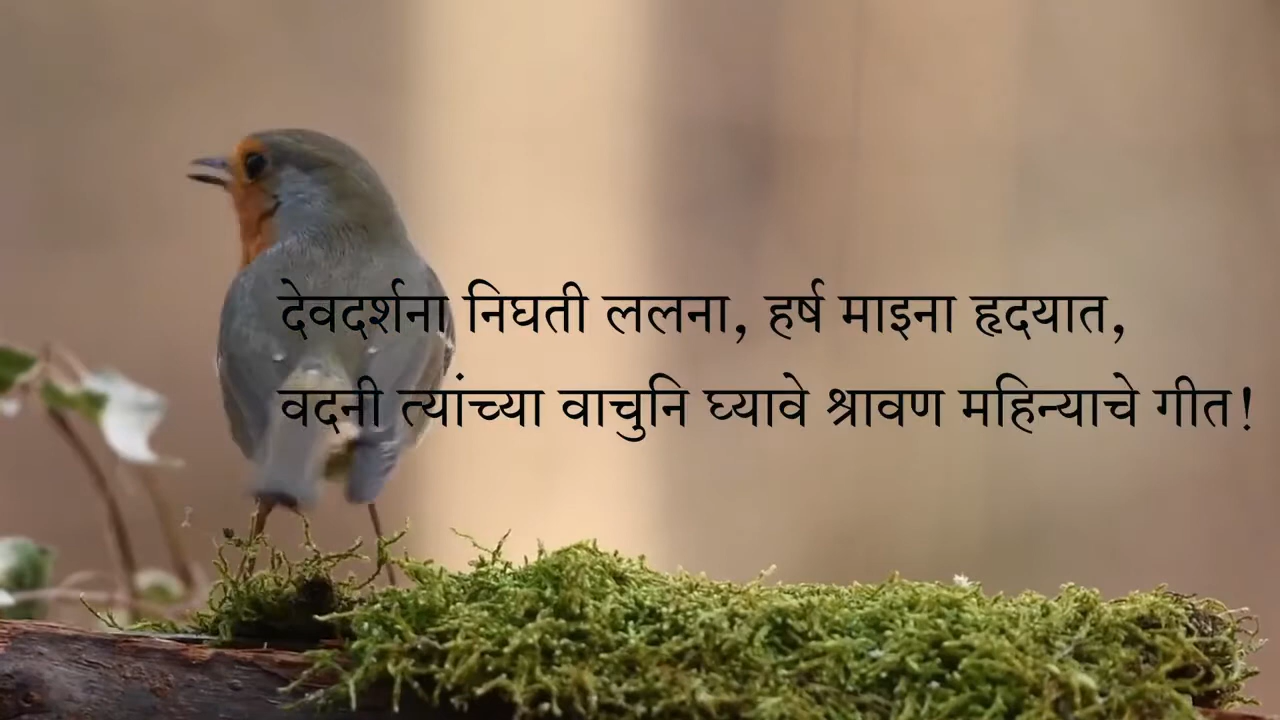 देवदर्शना निघती ललना, हर्ष माइना हृदयात,
वदनी त्यांच्या वाचुनि घ्यावे श्रावण महिन्याचे गीत!